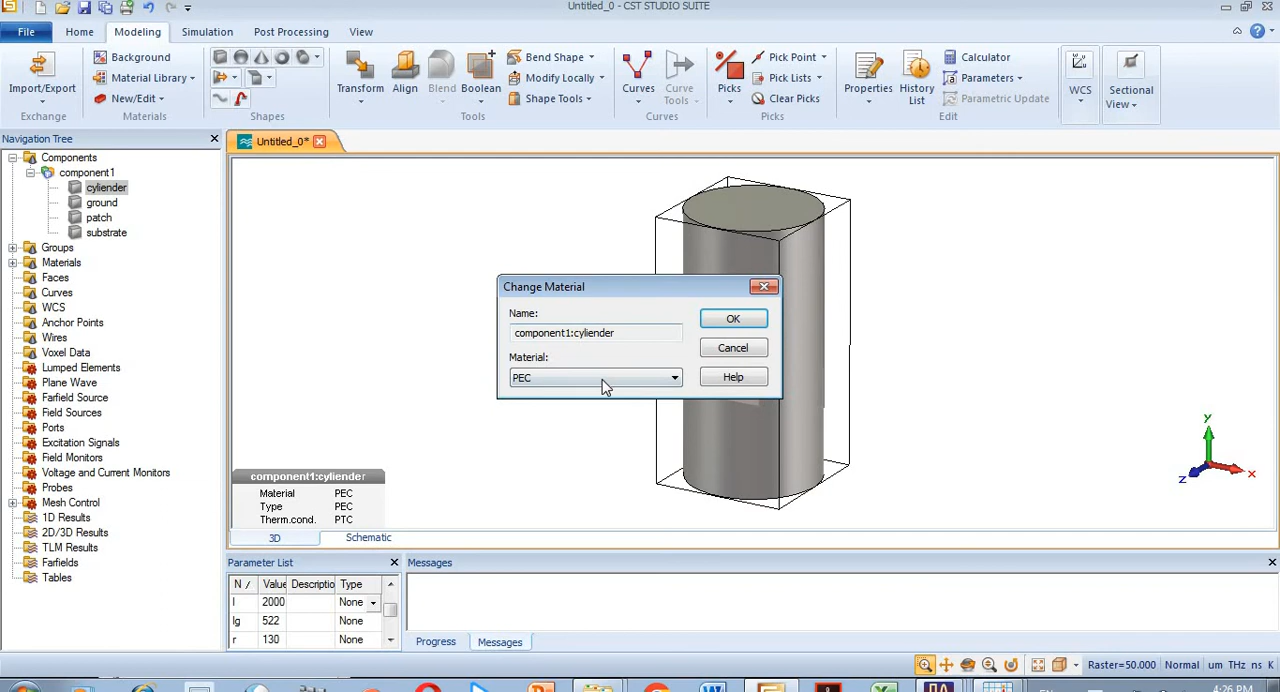 Untitled_0 - CST STUDIO SUITE
File Home Modeling Simulation Post Processing View
Import/Export
Exchange
Background
Material Library
New/Edit
Materials
Shapes
Transform Align Blend Boolean
Bend Shape
Modify Locally
Shape Tools
Tools
Curves Curve Tools
Curves
Picks
Pick Point
Pick Lists
Clear Picks
Picks
Properties History List
Calculator
Parameters
Parametric Update
Edit
WCS
Sectional View
Navigation Tree
Components
component1
cyliender
ground
patch
substrate
Groups
Materials
Faces
Curves
WCS
Anchor Points
Wires
Voxel Data
Lumped Elements
Plane Wave
Farfield Source
Field Sources
Ports
Excitation Signals
Field Monitors
Voltage and Current Monitors
Probes
Mesh Control
1D Results
2D/3D Results
TLM Results
Farfields
Tables
Untitled_0*
Change Material
Name:
component1:cyliender
Material:
PEC
OK
Cancel
Help
component1:cyliender
Material PEC
Type PEC
Therm.cond. PTC
y
x
z
3D Schematic
Parameter List
N / Value Descriptio Type
l 2000 None
lg 522 None
r 130 None
Messages
Progress Messages
Raster=50.000 Normal um THz ns K
4:26 PM